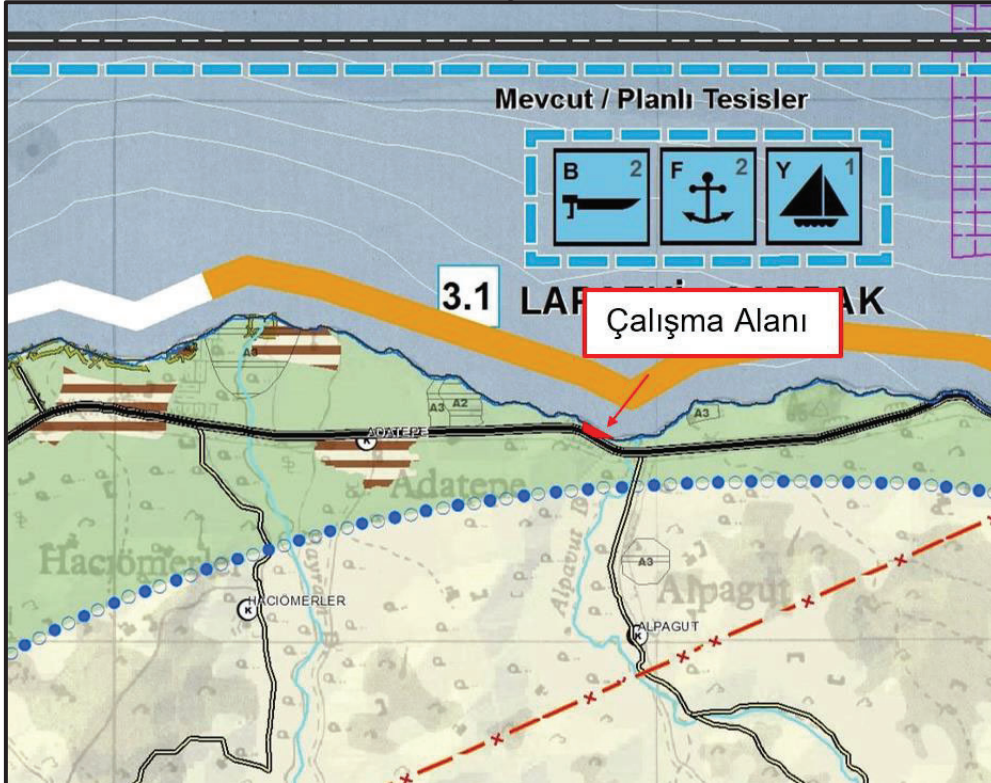 Mevcut / Planlı Tesisler
B 2 F 2 Y 1
3.1
Çalışma Alanı
A3
A3 A2
A3
ADATEPE
Adatepe
Hacıömerler
A3
Alpagut
HACIÖMERLER
K
ALPAGUT
K